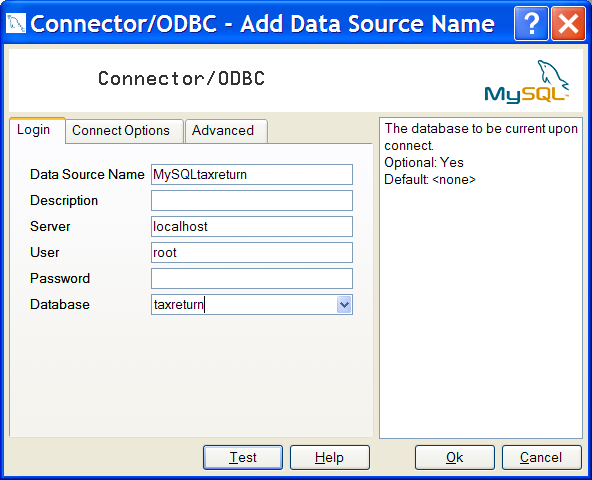 Connector/ODBC - Add Data Source Name
?
Connector/ODBC
MySQL™
Login
Connect Options
Advanced
Data Source Name MySQLtaxreturn
Description
Server localhost
User root
Password
Database taxreturn
The database to be current upon
connect.
Optional: Yes
Default: <none>
Test
Help
Ok
Cancel